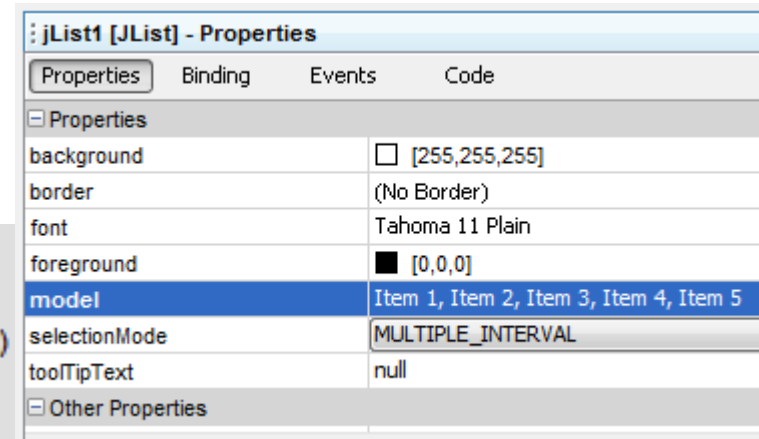 jList1 [JList] - Properties
Properties Binding Events Code
Properties
background [255,255,255]
border (No Border)
font Tahoma 11 Plain
foreground [0,0,0]
model Item 1, Item 2, Item 3, Item 4, Item 5
) selectionMode MULTIPLE_INTERVAL
toolTipText null
Other Properties